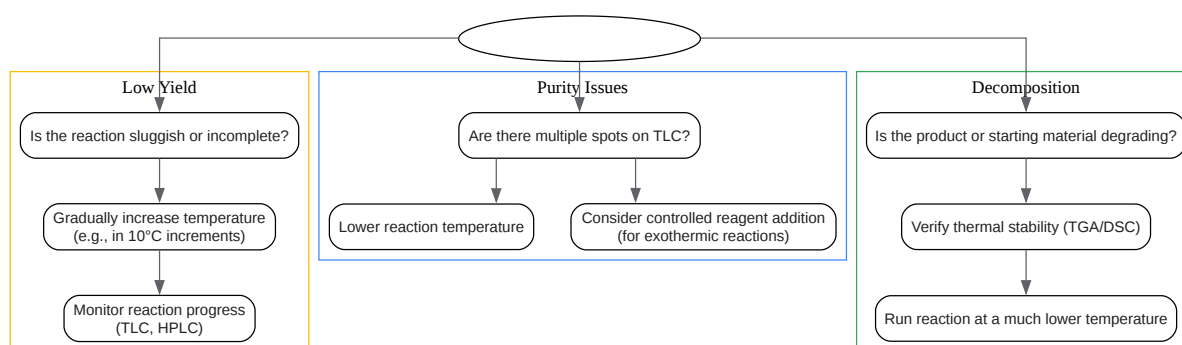 Low Yield
Is the reaction sluggish or incomplete?
Gradually increase temperature
(e.g., in 10°C increments)
Monitor reaction progress
(TLC, HPLC)
Purity Issues
Are there multiple spots on TLC?
Lower reaction temperature
Consider controlled reagent addition
(for exothermic reactions)
Decomposition
Is the product or starting material degrading?
Verify thermal stability (TGA/DSC)
Run reaction at a much lower temperature